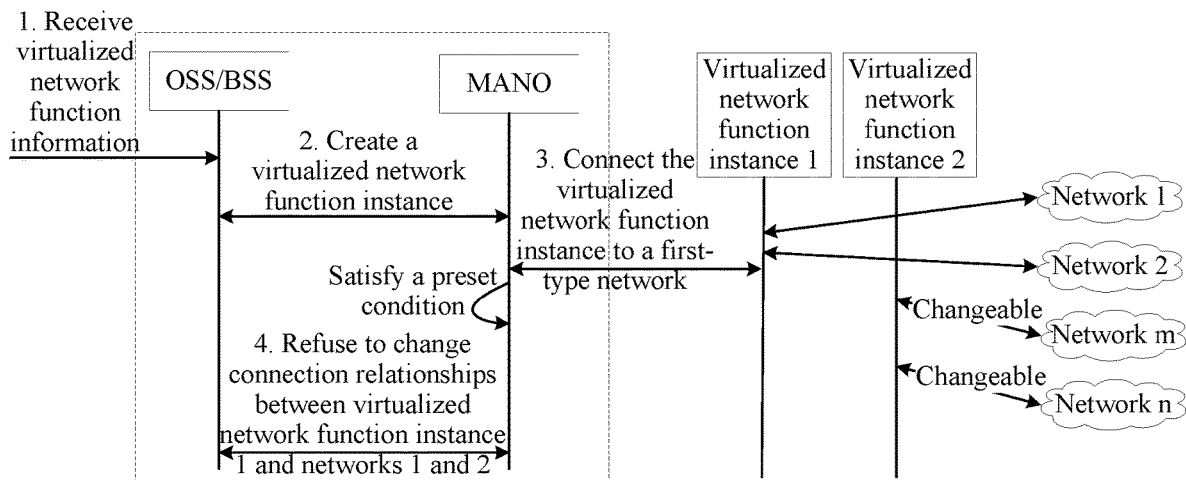 1. Receive
virtualized
network
function
information
OSS/BSS
MANO
Virtualized
network
function
instance 1
Virtualized
network
function
instance 2
2. Create a
virtualized network
function instance
3. Connect the
virtualized
network function
instance to a first-
type network
Network 1
Network 2
Satisfy a preset
condition
Changeable
Network m
4. Refuse to change
connection relationships
between virtualized
network function instance
1 and networks 1 and 2
Changeable
Network n